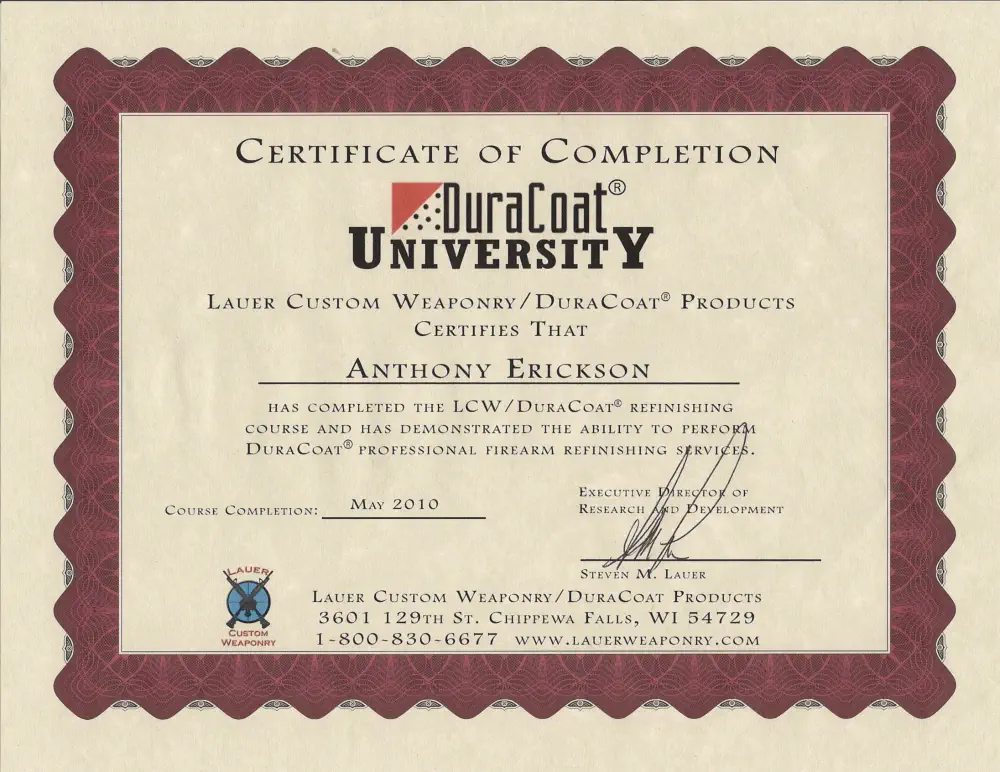 Certificate of Completion
DuraCoat®
University
Lauer Custom Weaponry/DuraCoat® Products
Certifies That
Anthony Erickson
has completed the LCW/DuraCoat® refinishing
course and has demonstrated the ability to perform
DuraCoat® professional firearm refinishing services.
Course Completion: May 2010
Executive Director of
Research and Development
Steven M. Lauer
LAUER
CUSTOM
WEAPONRY
Lauer Custom Weaponry/DuraCoat Products
3601 129th St. Chippewa Falls, WI 54729
1-800-830-6677 www.lauerweaponry.com